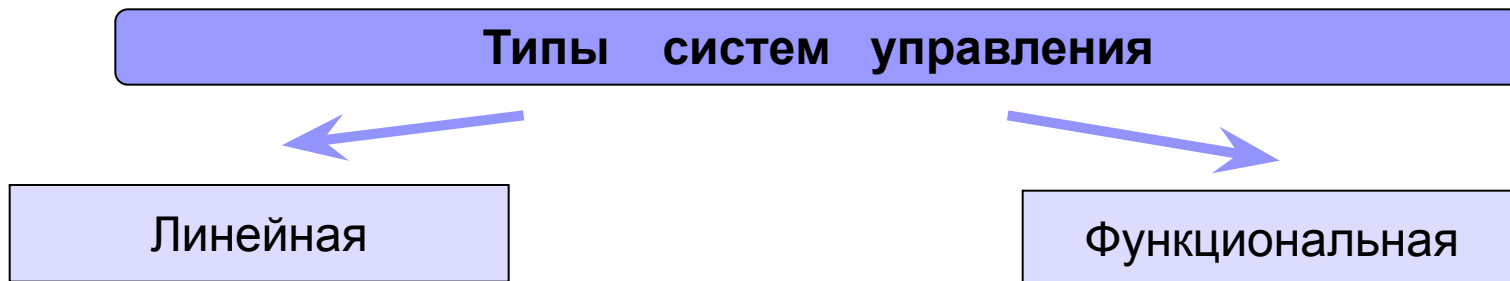 Типы систем управления
Линейная
Функциональная